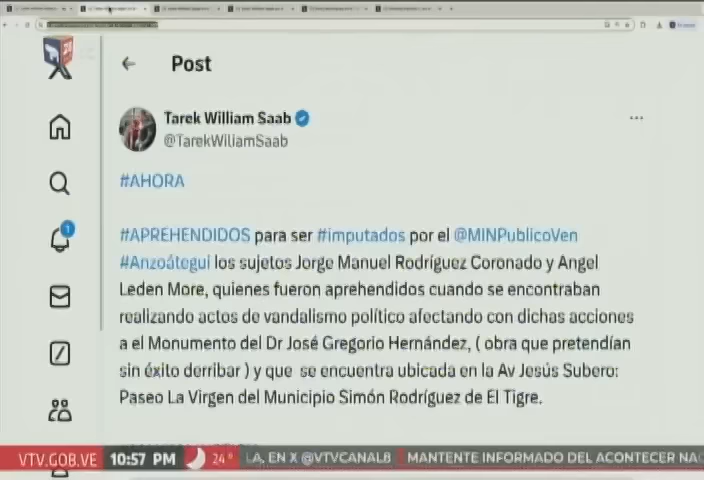 Post
Tarek William Saab
@TarekWiliamSaab
#AHORA
#APREHENDIDOS para ser #imputados por el @MINPublicoVen
#Anzoátegui los sujetos Jorge Manuel Rodríguez Coronado y Angel
Leden More, quienes fueron aprehendidos cuando se encontraban
realizando actos de vandalismo político afectando con dichas acciones
a el Monumento del Dr José Gregorio Hernández, ( obra que pretendían
sin éxito derribar ) y que se encuentra ubicada en la Av Jesús Subero:
Paseo La Virgen del Municipio Simón Rodríguez de El Tigre.
1
VTV.GOB.VE 10:57 PM 24° LA, EN X @VTVCANAL8 MANTENTE INFORMADO DEL ACONTECER NAC